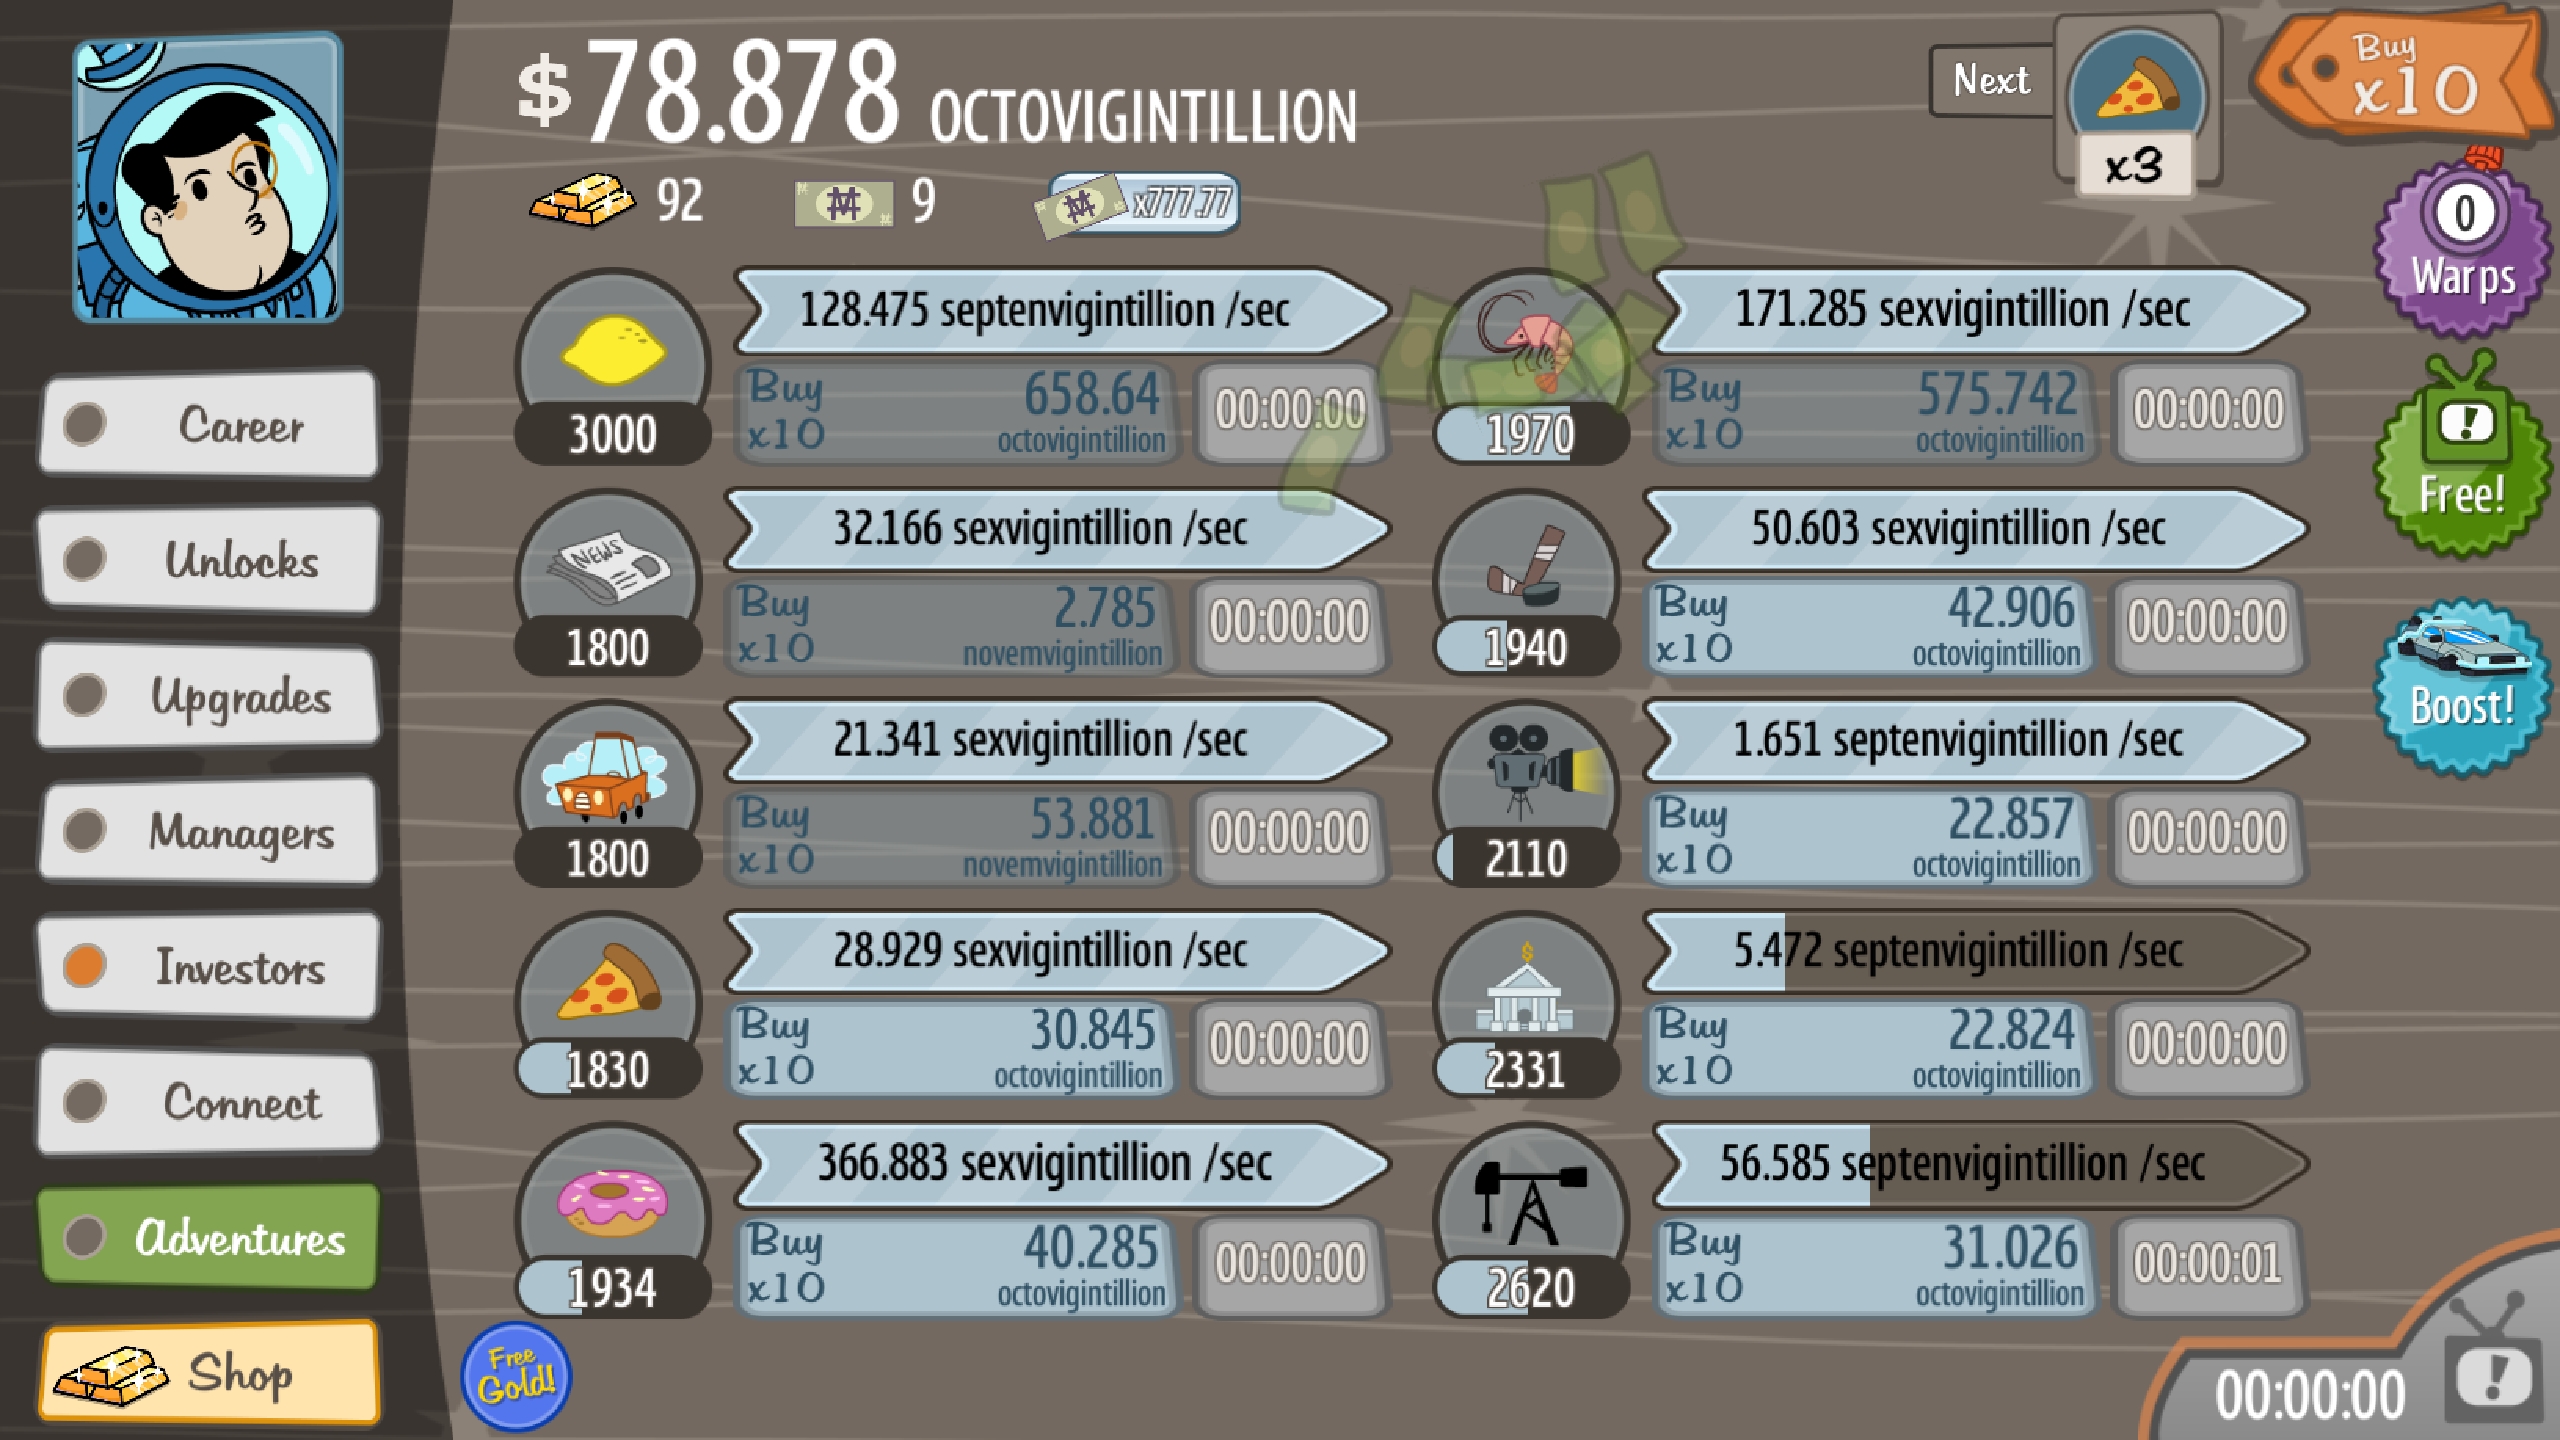 $78.878 OCTOVIGINTILLION
Next
x3
Buy
x10
92
9
x777.77
0
Warps
Free!
Boost!
Career
Unlocks
Upgrades
Managers
Investors
Connect
Adventures
Shop
128.475 septenvigintillion /sec
Buy
x10
658.64
octovigintillion
00:00:00
3000
NEWS
32.166 sexvigintillion /sec
Buy
x10
2.785
novemvigintillion
00:00:00
1800
21.341 sexvigintillion /sec
Buy
x10
53.881
novemvigintillion
00:00:00
1800
28.929 sexvigintillion /sec
Buy
x10
30.845
octovigintillion
00:00:00
1830
366.883 sexvigintillion /sec
Buy
x10
40.285
octovigintillion
00:00:00
1934
171.285 sexvigintillion /sec
Buy
x10
575.742
octovigintillion
00:00:00
1970
50.603 sexvigintillion /sec
Buy
x10
42.906
octovigintillion
00:00:00
1940
1.651 septenvigintillion /sec
Buy
x10
22.857
octovigintillion
00:00:00
2110
5.472 septenvigintillion /sec
Buy
x10
22.824
octovigintillion
00:00:00
2331
56.585 septenvigintillion /sec
Buy
x10
31.026
octovigintillion
00:00:01
2620
Free
Gold!
00:00:00